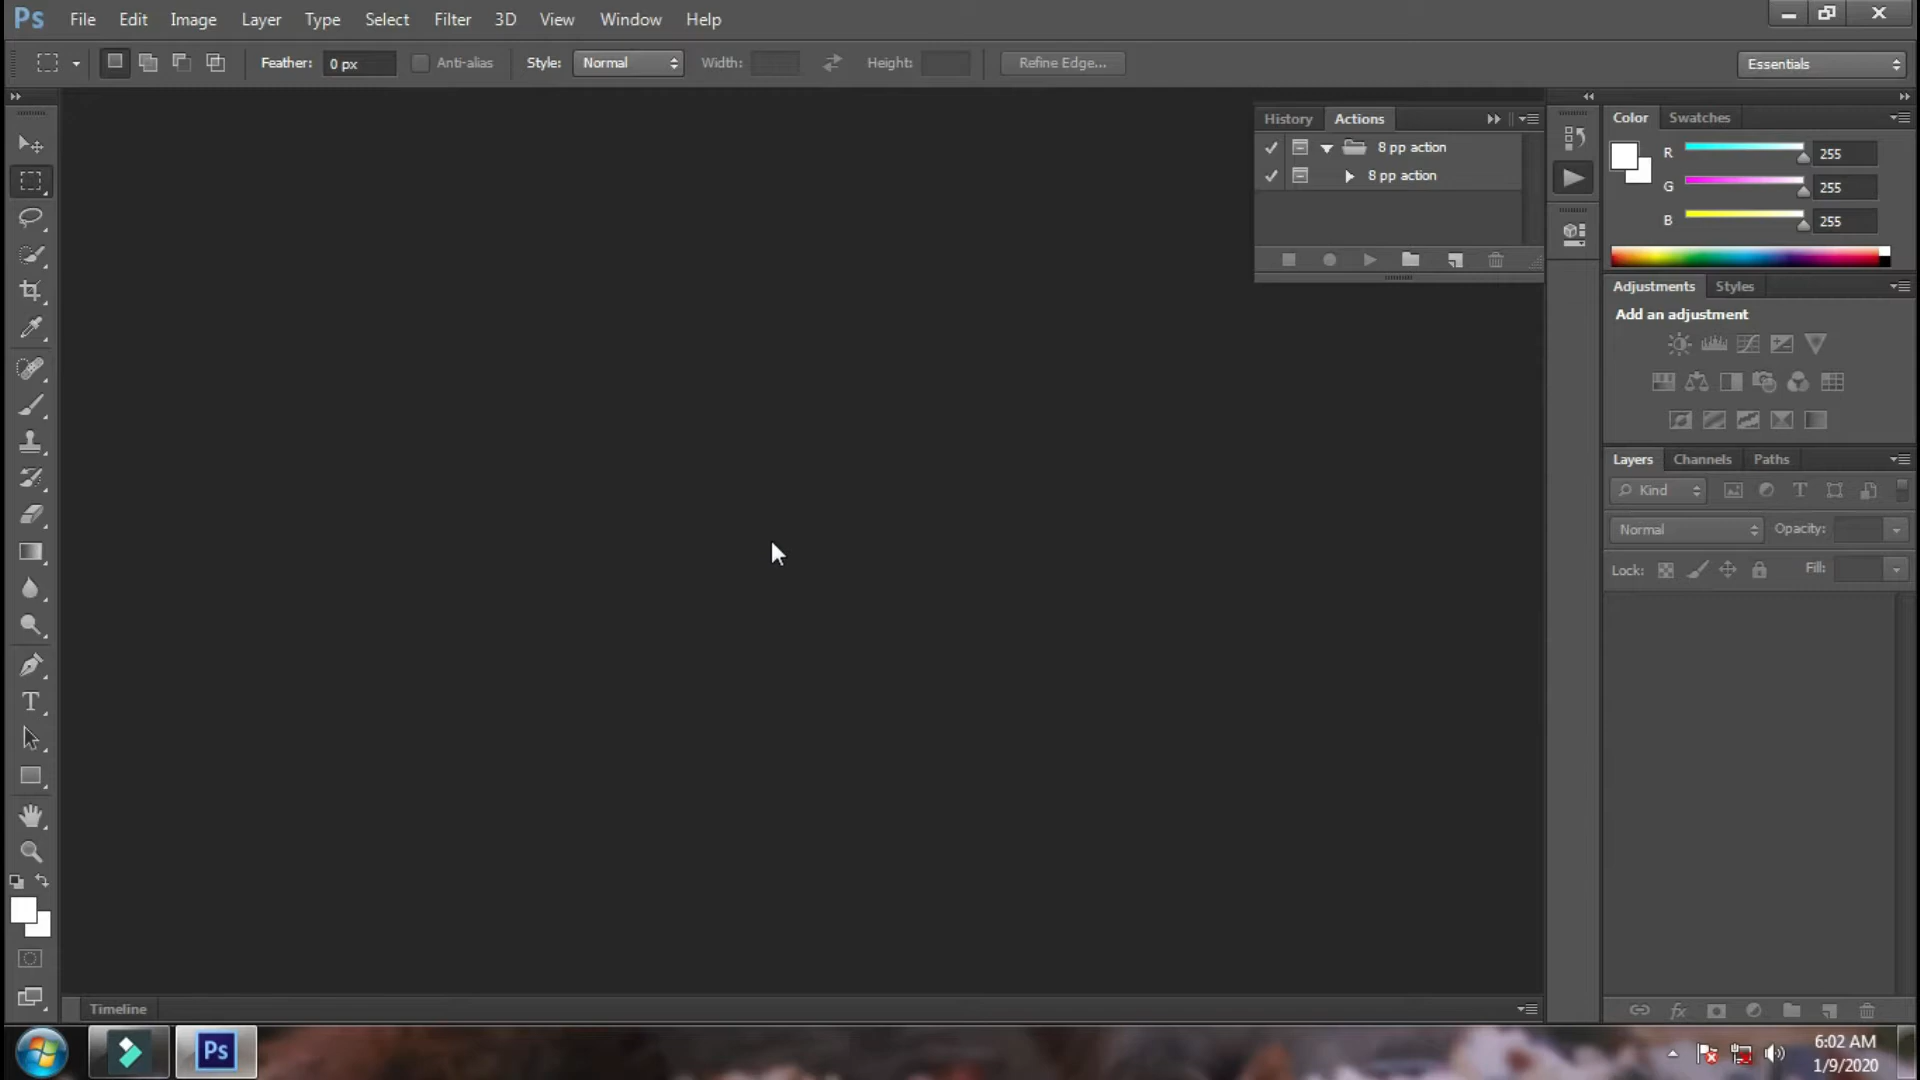 Ps File Edit Image Layer Type Select Filter 3D View Window Help
Feather: 0 px Anti-alias Style: Normal Width: Height: Refine Edge... Essentials
History Actions
8 pp action
8 pp action
Color Swatches
R 255
G 255
B 255
Adjustments Styles
Add an adjustment
Layers Channels Paths
Kind
Normal Opacity:
Lock: Fill:
T
Timeline
Ps
6:02 AM
1/9/2020